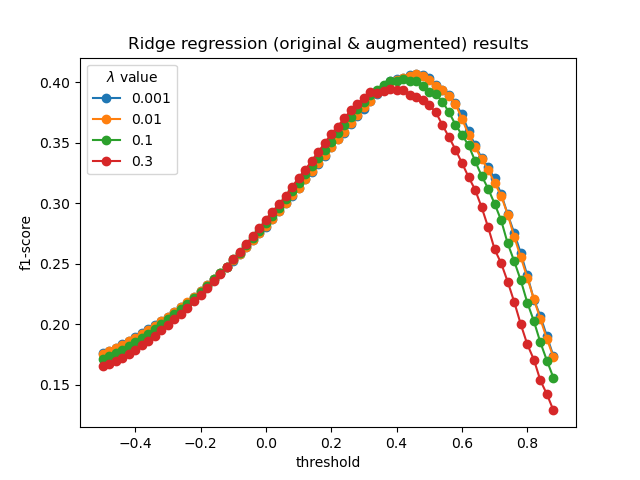 Ridge regression (original & augmented) results
λ value
0.001
0.01
0.1
0.3
f1-score
0.40
0.35
0.30
0.25
0.20
0.15
−0.4 −0.2 0.0 0.2 0.4 0.6 0.8
threshold